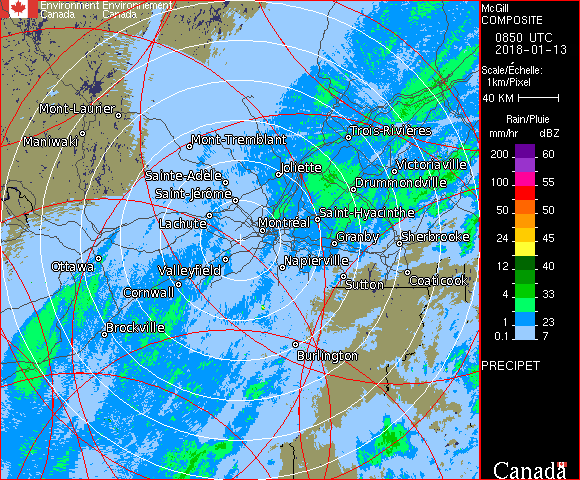 Environment Environnement
Canada Canada
McGill
COMPOSITE
0850 UTC
2018-01-13
Scale/Échelle:
1km/Pixel
40 KM
Rain/Pluie
mm/hr dBZ
200 60
100 55
50 50
24 45
12 40
4 33
1 23
0.1 7
PRECIPET
Canada
Mont-Laurier
Maniwaki
Mont-Tremblant
Trois-Rivières
Sainte-Adèle
Joliette
Victoriaville
Saint-Jérôme
Drummondville
Lachute
Montréal
Saint-Hyacinthe
Granby
Sherbrooke
Ottawa
Valleyfield
Napierville
Cornwall
Sutton
Coaticook
Brockville
Burlington